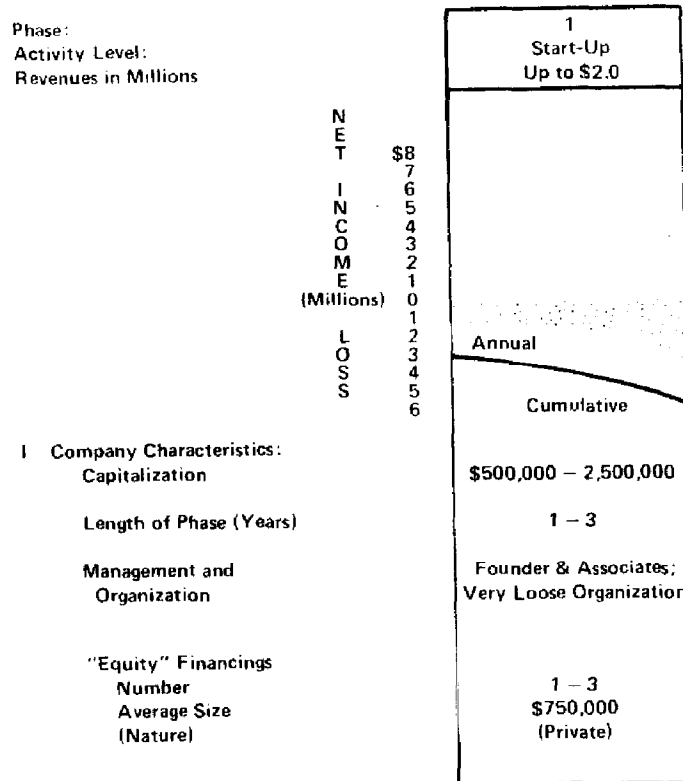 Phase:
Activity Level:
Revenues in Millions
1
Start-Up
Up to $2.0
NET INCOME
(Millions)
LOSS
$8
7
6
5
4
3
2
1
0
1
2
3
4
5
6
Annual
Cumulative
I Company Characteristics:
Capitalization
$500,000 – 2,500,000
Length of Phase (Years)
1 – 3
Management and
Organization
Founder & Associates;
Very Loose Organization
"Equity" Financings
Number
1 – 3
Average Size
$750,000
(Nature)
(Private)